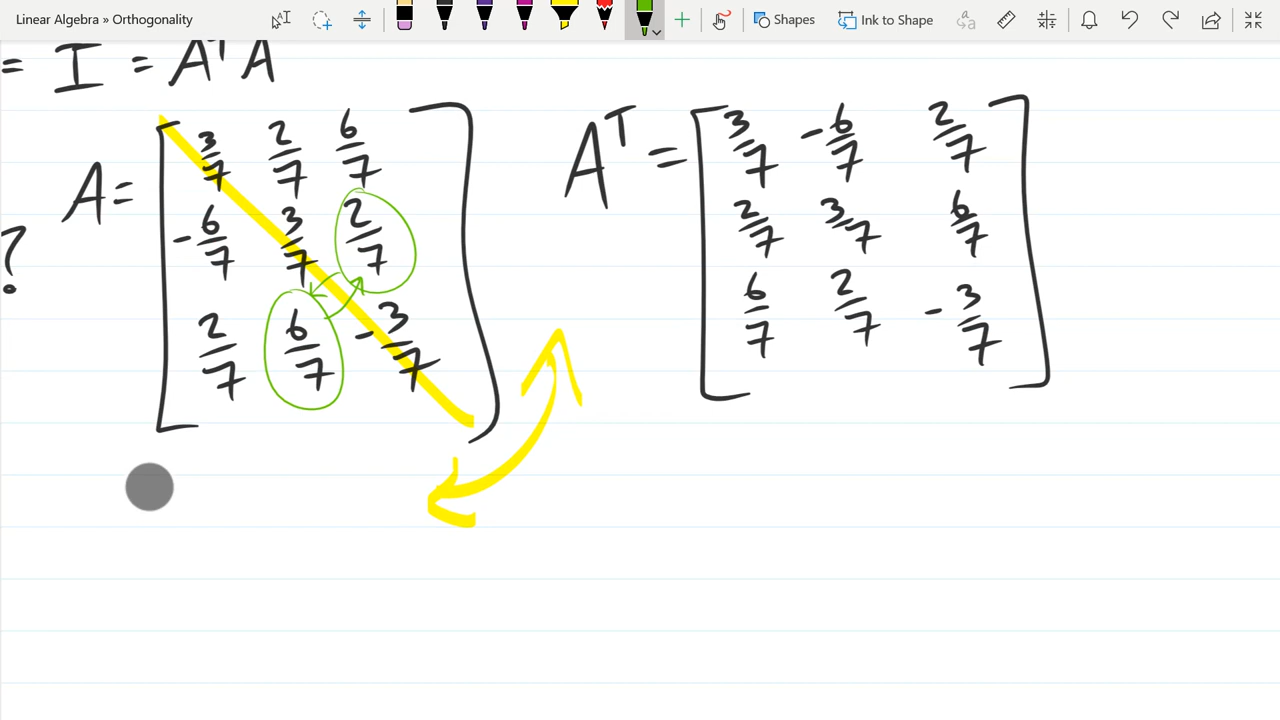 Linear Algebra » Orthogonality
Shapes
Ink to Shape
= I = AᵀA
A = [ 3/7 2/7 6/7
-6/7 3/7 2/7
2/7 6/7 -3/7 ]
Aᵀ = [ 3/7 -6/7 2/7
2/7 3/7 6/7
6/7 2/7 -3/7 ]
?